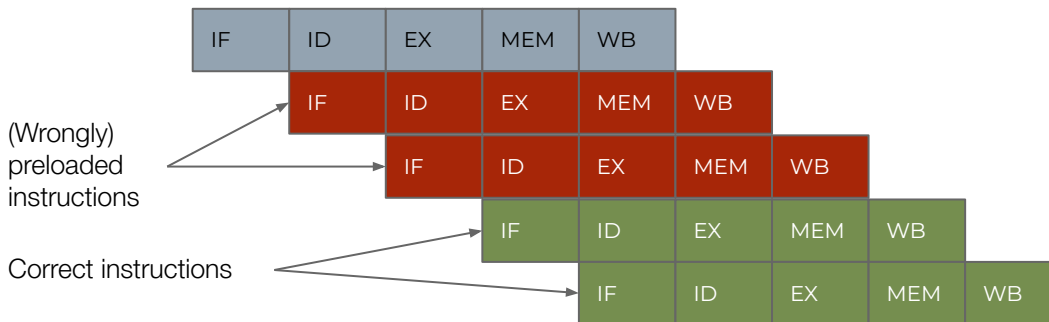 IF ID EX MEM WB
IF ID EX MEM WB
(Wrongly)
preloaded
instructions
IF ID EX MEM WB
IF ID EX MEM WB
Correct instructions
IF ID EX MEM WB